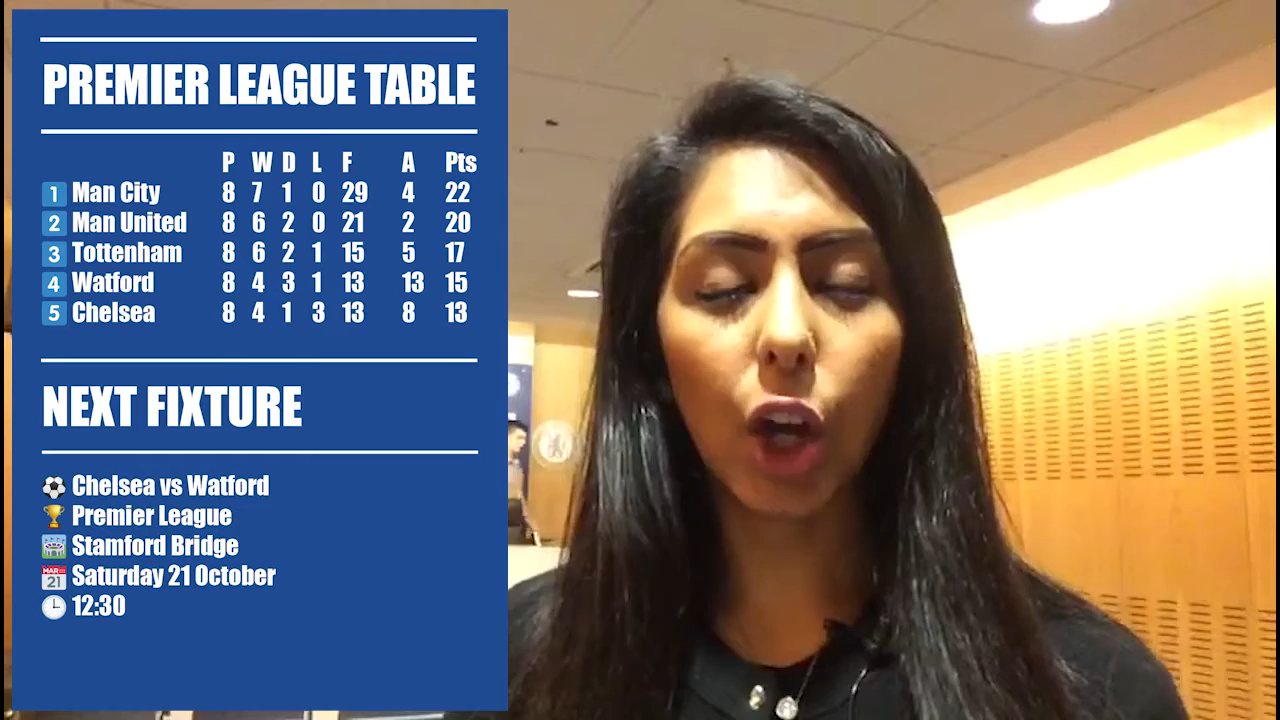 PREMIER LEAGUE TABLE
P W D L F A Pts
1 Man City 8 7 1 0 29 4 22
2 Man United 8 6 2 0 21 2 20
3 Tottenham 8 6 2 1 15 5 17
4 Watford 8 4 3 1 13 13 15
5 Chelsea 8 4 1 3 13 8 13
NEXT FIXTURE
Chelsea vs Watford
Premier League
Stamford Bridge
MAR 21 Saturday 21 October
12:30